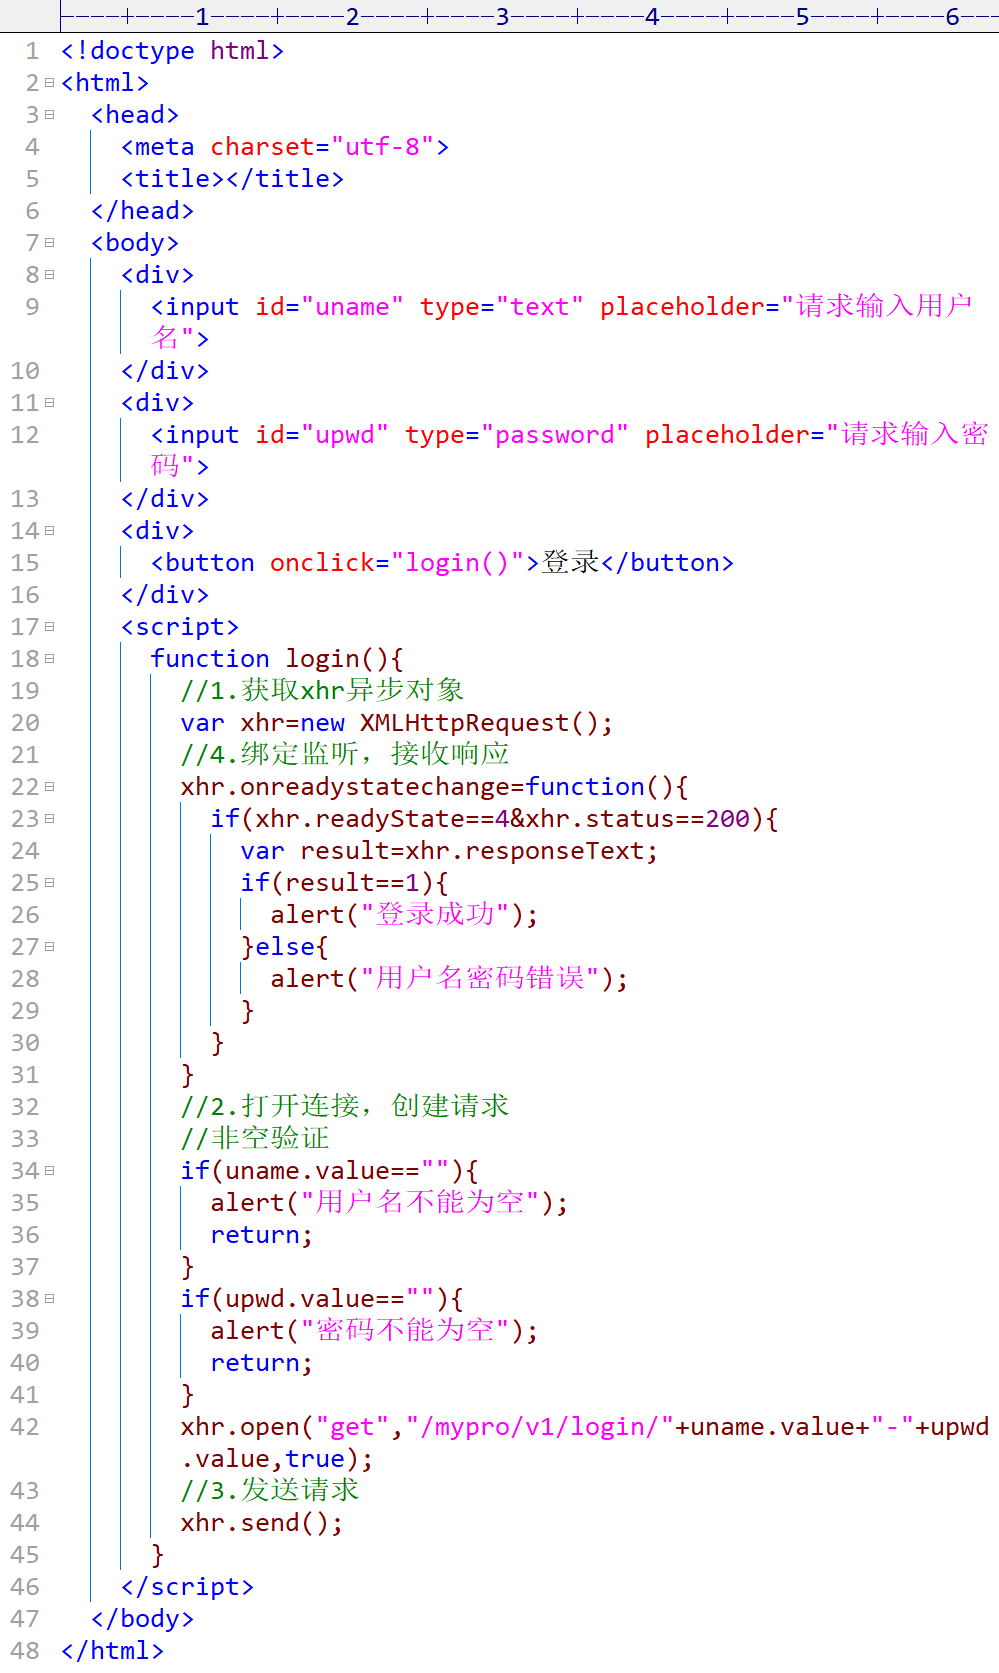 1 2 3 4 5 6
1 <!doctype html>
2 <html>
3 <head>
4 <meta charset="utf-8">
5 <title></title>
6 </head>
7 <body>
8 <div>
9 <input id="uname" type="text" placeholder="请求输入用户
名">
10 </div>
11 <div>
12 <input id="upwd" type="password" placeholder="请求输入密
码">
13 </div>
14 <div>
15 <button onclick="login()">登录</button>
16 </div>
17 <script>
18 function login(){
19 //1.获取xhr异步对象
20 var xhr=new XMLHttpRequest();
21 //4.绑定监听，接收响应
22 xhr.onreadystatechange=function(){
23 if(xhr.readyState==4&xhr.status==200){
24 var result=xhr.responseText;
25 if(result==1){
26 alert("登录成功");
27 }else{
28 alert("用户名密码错误");
29 }
30 }
31 }
32 //2.打开连接，创建请求
33 //非空验证
34 if(uname.value==""){
35 alert("用户名不能为空");
36 return;
37 }
38 if(upwd.value==""){
39 alert("密码不能为空");
40 return;
41 }
42 xhr.open("get","/mypro/v1/login/"+uname.value+"-"+upwd
.value,true);
43 //3.发送请求
44 xhr.send();
45 }
46 </script>
47 </body>
48 </html>